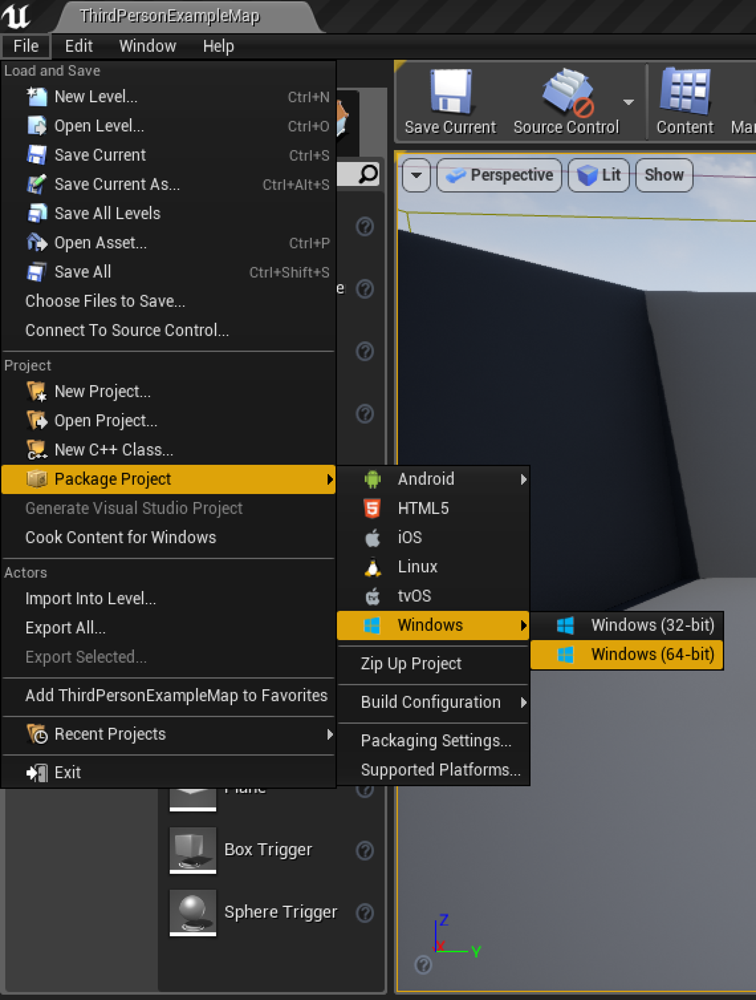 ThirdPersonExampleMap
File Edit Window Help
Load and Save
New Level... Ctrl+N
Open Level... Ctrl+O
Save Current Ctrl+S
Save Current As... Ctrl+Alt+S
Save All Levels
Open Asset... Ctrl+P
Save All Ctrl+Shift+S
Choose Files to Save...
Connect To Source Control...
Project
New Project...
Open Project...
New C++ Class...
Package Project
Generate Visual Studio Project
Cook Content for Windows
Actors
Import Into Level...
Export All...
Export Selected...
Add ThirdPersonExampleMap to Favorites
Recent Projects
Exit
Android
HTML5
iOS
Linux
tvOS
Windows
Zip Up Project
Build Configuration
Packaging Settings...
Supported Platforms...
Windows (32-bit)
Windows (64-bit)
Save Current Source Control Content
Perspective Lit Show
e
Plane
Box Trigger
Sphere Trigger
Z
X
Y